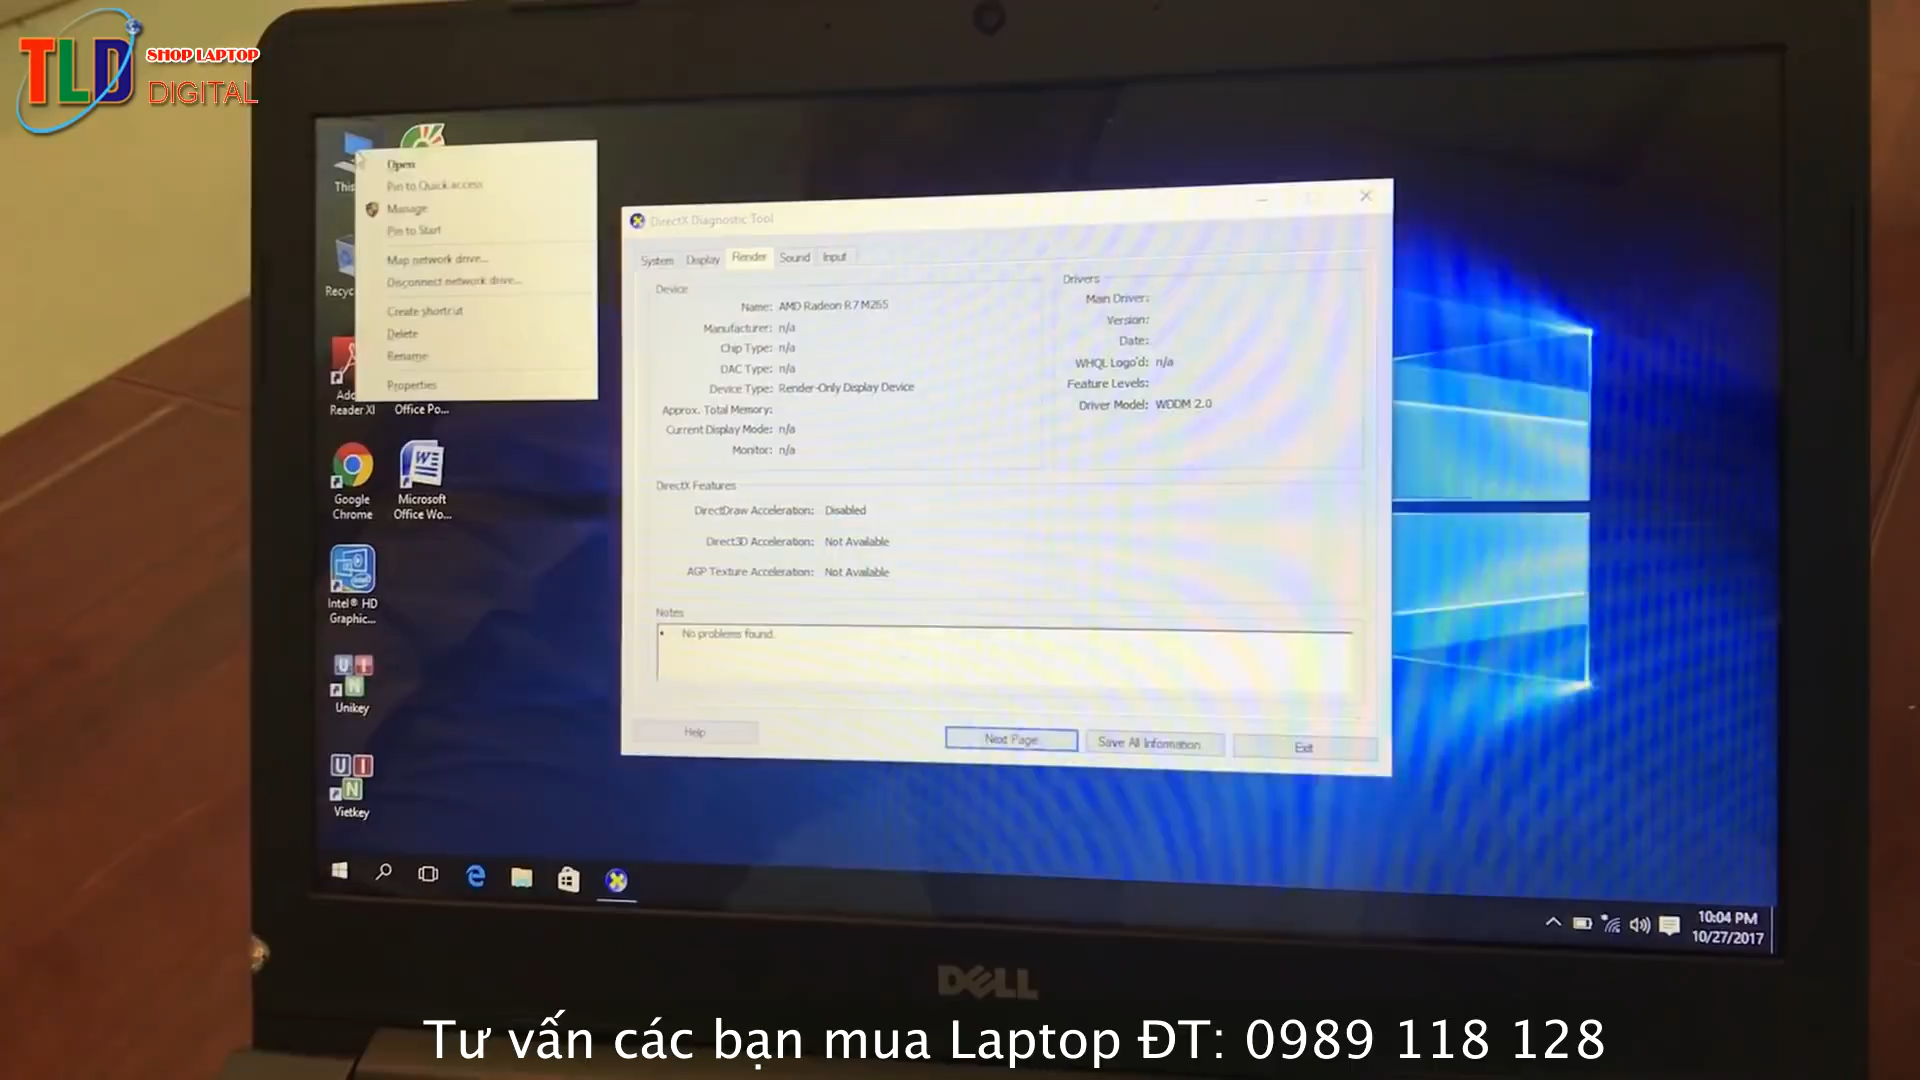 TLD
SHOP LAPTOP
DIGITAL
Open
Pin to Quick access
Manage
Pin to Start
Map network drive...
Disconnect network drive...
Create shortcut
Delete
Rename
Properties
This
Recyc
Reader XI
Office Po...
Google
Chrome
Microsoft
Office Wo...
Intel® HD
Graphic...
Unikey
Vietkey
DirectX Diagnostic Tool
System Display Render Sound Input
Device
Name: AMD Radeon R7 M265
Manufacturer: n/a
Chip Type: n/a
DAC Type: n/a
Device Type: Render-Only Display Device
Approx. Total Memory:
Current Display Mode: n/a
Monitor: n/a
Drivers
Main Driver:
Version:
Date:
WHQL Logo'd: n/a
Feature Levels:
Driver Model: WDDM 2.0
DirectX Features
DirectDraw Acceleration: Disabled
Direct3D Acceleration: Not Available
AGP Texture Acceleration: Not Available
Notes
• No problems found.
Help
Next Page
Save All Information
Exit
10:04 PM
10/27/2017
DELL
Tư vấn các bạn mua Laptop ĐT: 0989 118 128